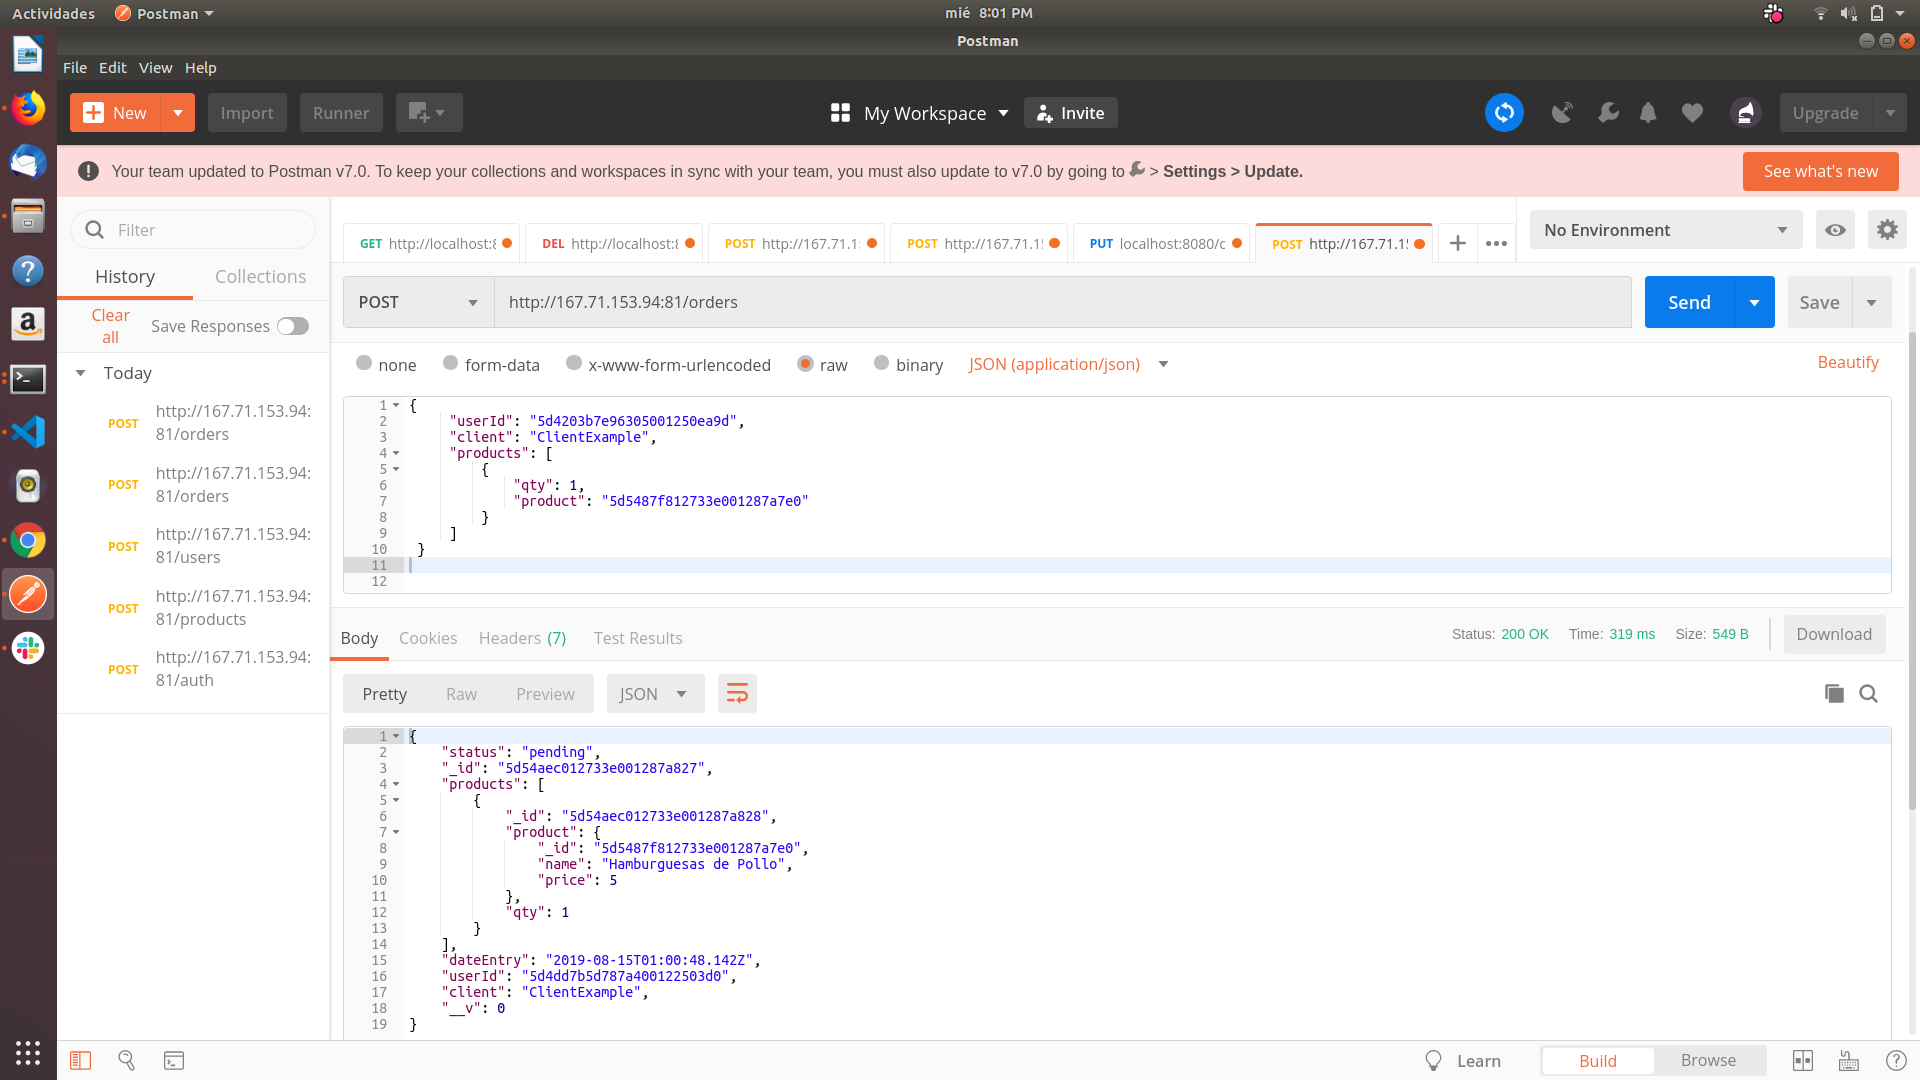 Actividades Postman mié 8:01 PM
Postman
File Edit View Help
New Import Runner My Workspace Invite Upgrade
Your team updated to Postman v7.0. To keep your collections and workspaces in sync with your team, you must also update to v7.0 by going to > Settings > Update. See what's new
Filter
GET http://localhost:8 DEL http://localhost:8 POST http://167.71.1 POST http://167.71.1 PUT localhost:8080/c POST http://167.71.1 No Environment
History Collections
Clear all Save Responses
Today
POST http://167.71.153.94:
81/orders
POST http://167.71.153.94:
81/orders
POST http://167.71.153.94:
81/users
POST http://167.71.153.94:
81/products
POST http://167.71.153.94:
81/auth
POST http://167.71.153.94:81/orders Send Save
none form-data x-www-form-urlencoded raw binary JSON (application/json) Beautify
1 {
2 "userId": "5d4203b7e96305001250ea9d",
3 "client": "ClientExample",
4 "products": [
5 {
6 "qty": 1,
7 "product": "5d5487f812733e001287a7e0"
8 }
9 ]
10 }
11
12
Body Cookies Headers (7) Test Results Status: 200 OK Time: 319 ms Size: 549 B Download
Pretty Raw Preview JSON
1 {
2 "status": "pending",
3 "_id": "5d54aec012733e001287a827",
4 "products": [
5 {
6 "_id": "5d54aec012733e001287a828",
7 "product": {
8 "_id": "5d5487f812733e001287a7e0",
9 "name": "Hamburguesas de Pollo",
10 "price": 5
11 },
12 "qty": 1
13 }
14 ],
15 "dateEntry": "2019-08-15T01:00:48.142Z",
16 "userId": "5d4dd7b5d787a400122503d0",
17 "client": "ClientExample",
18 "__v": 0
19 }
Learn Build Browse